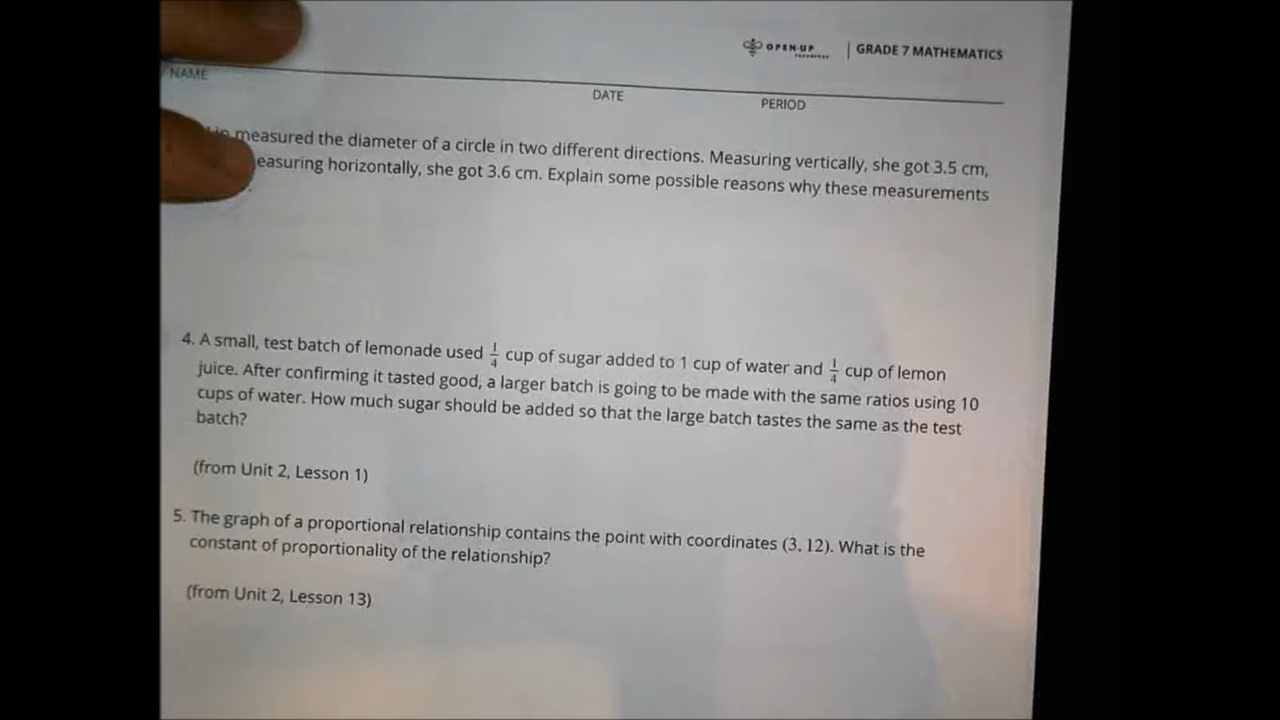 OPEN UP
GRADE 7 MATHEMATICS
NAME
DATE
PERIOD
measured the diameter of a circle in two different directions. Measuring vertically, she got 3.5 cm,
easuring horizontally, she got 3.6 cm. Explain some possible reasons why these measurements
4. A small, test batch of lemonade used 1/4 cup of sugar added to 1 cup of water and 1/4 cup of lemon
juice. After confirming it tasted good, a larger batch is going to be made with the same ratios using 10
cups of water. How much sugar should be added so that the large batch tastes the same as the test
batch?
(from Unit 2, Lesson 1)
5. The graph of a proportional relationship contains the point with coordinates (3, 12). What is the
constant of proportionality of the relationship?
(from Unit 2, Lesson 13)